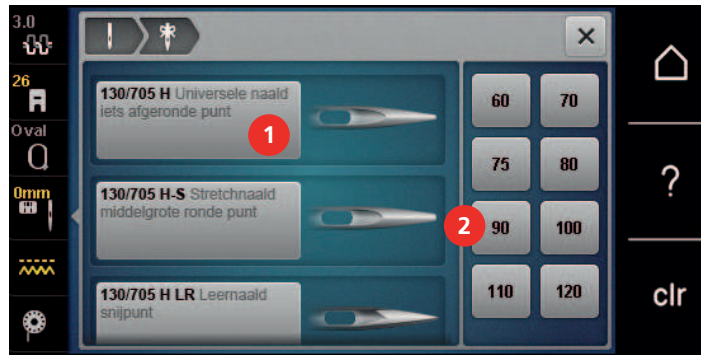 3.0
26
Oval
0mm
130/705 H Universele naald
iets afgeronde punt
1
130/705 H-S Stretchnaald
middelgrote ronde punt
130/705 H LR Leernaald
snijpunt
60 70
75 80
2
90 100
110 120
?
clr